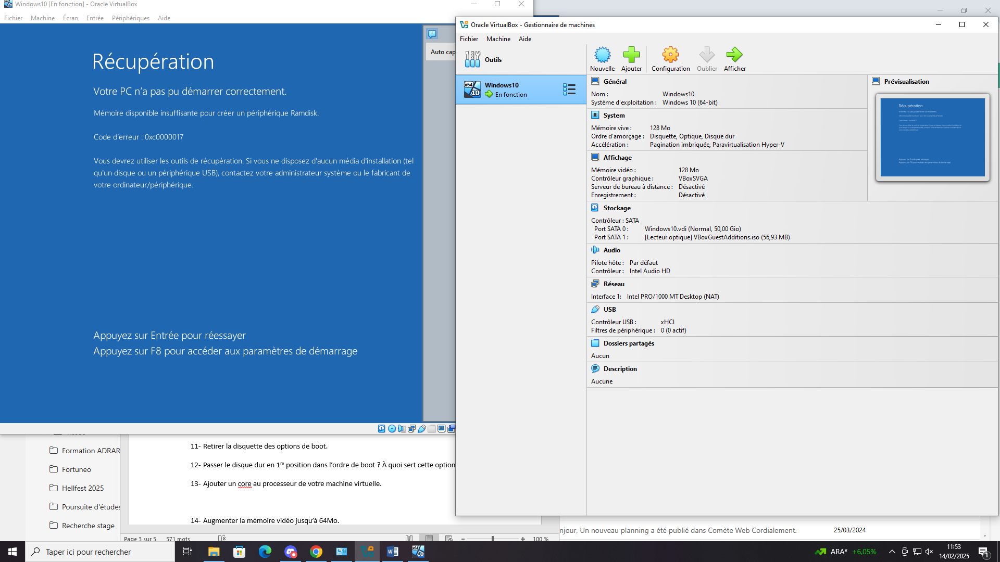 Windows10 [En fonction] - Oracle VirtualBox
Fichier Machine Écran Entrée Périphériques Aide
Récupération
Votre PC n’a pas pu démarrer correctement.
Mémoire disponible insuffisante pour créer un périphérique Ramdisk.
Code d’erreur : 0xc0000017
Vous devrez utiliser les outils de récupération. Si vous ne disposez d'aucun média d'installation (tel
qu'un disque ou un périphérique USB), contactez votre administrateur système ou le fabricant de
votre ordinateur/périphérique.
Appuyez sur Entrée pour réessayer
Appuyez sur F8 pour accéder aux paramètres de démarrage
Auto cap
Oracle VirtualBox - Gestionnaire de machines
Fichier Machine Aide
Outils
Nouvelle Ajouter Configuration Oublier Afficher
x64
10
Windows10
En fonction
Général
Nom : Windows10
Système d'exploitation : Windows 10 (64-bit)
System
Mémoire vive : 128 Mo
Ordre d'amorçage : Disquette, Optique, Disque dur
Accélération : Pagination imbriquée, Paravirtualisation Hyper-V
Affichage
Mémoire vidéo : 128 Mo
Contrôleur graphique : VBoxSVGA
Serveur de bureau à distance : Désactivé
Enregistrement : Désactivé
Prévisualisation
Récupération
Stockage
Contrôleur : SATA
Port SATA 0 : Windows10.vdi (Normal, 50,00 Gio)
Port SATA 1 : [Lecteur optique] VBoxGuestAdditions.iso (56,93 MB)
Audio
Pilote hôte : Par défaut
Contrôleur : Intel Audio HD
Réseau
Interface 1: Intel PRO/1000 MT Desktop (NAT)
USB
Contrôleur USB : xHCI
Filtres de périphérique : 0 (0 actif)
Dossiers partagés
Aucun
Description
Aucune
Formation ADRAR
Fortuneo
Hellfest 2025
Poursuite d'études
Recherche stage
11- Retirer la disquette des options de boot.
12- Passer le disque dur en 1re position dans l’ordre de boot ? À quoi sert cette option
13- Ajouter un core au processeur de votre machine virtuelle.
14- Augmenter la mémoire vidéo jusqu’à 64Mo.
Page 3 sur 5 571 mots 100 %
njour, Un nouveau planning a été publié dans Comète Web Cordialement. 25/03/2024
Taper ici pour rechercher
ARA* +6,05%
11:53
14/02/2025
1